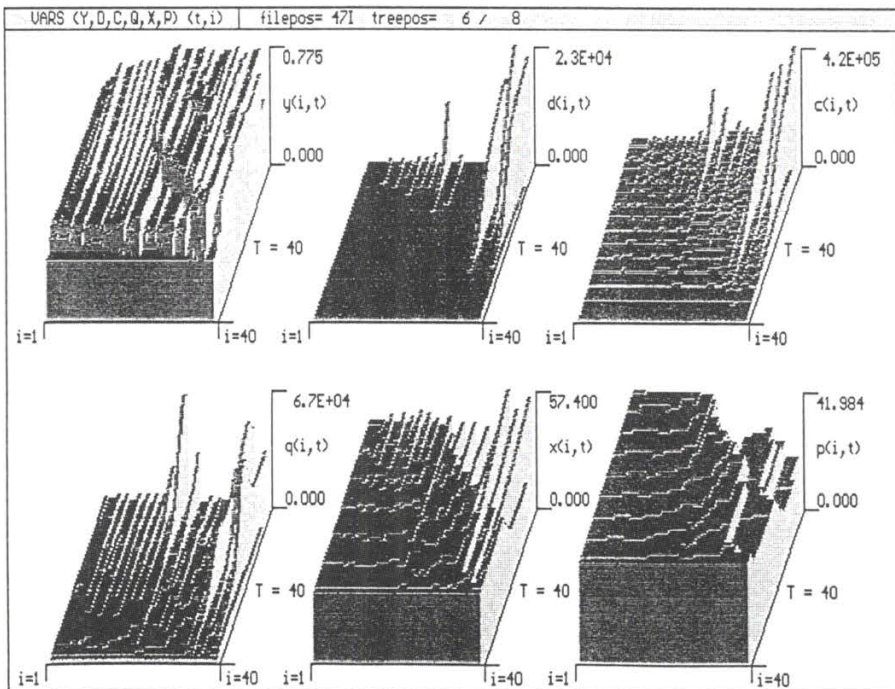 VARS (Y,D,C,Q,X,P) (t,i) filepos= 47I treepos= 6 / 8
0.775
y(i,t)
0.000
T = 40
i=1
i=40
2.3E+04
d(i,t)
0.000
T = 40
i=1
i=40
4.2E+05
c(i,t)
0.000
T = 40
i=1
i=40
6.7E+04
q(i,t)
0.000
T = 40
i=1
i=40
57.400
x(i,t)
0.000
T = 40
i=1
i=40
41.984
p(i,t)
0.000
T = 40
i=1
i=40